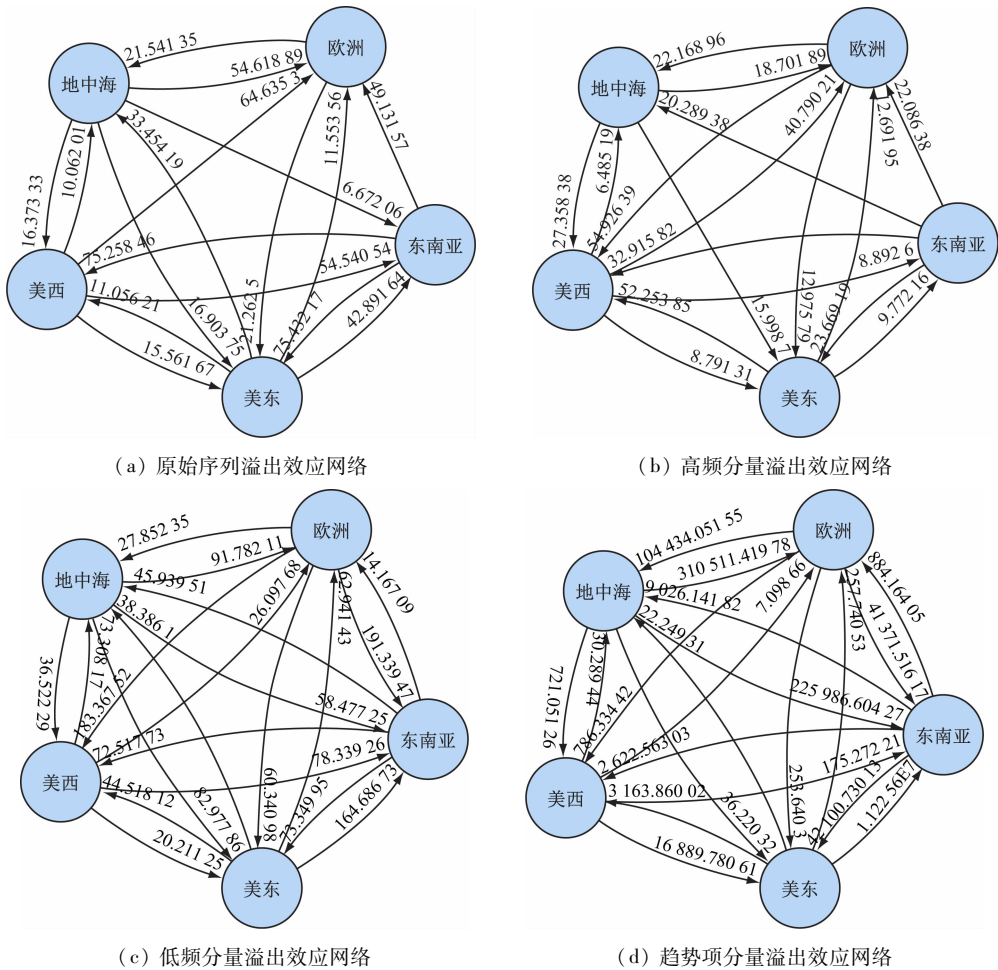 欧洲
地中海
美西
东南亚
美东
21.541 35
54.618 89
64.635 3
49.131 57
11.553 56
33.454 19
10.062 01
16.373 33
6.672 06
75.258 46
54.540 54
11.056 21
16.903 75
21.262 5
75.432 17
42.891 64
15.561 67
（a）原始序列溢出效应网络
欧洲
地中海
美西
东南亚
美东
22.168 96
18.701 89
20.289 38
40.790 21
22.086 38
12.691 95
6.485 19
27.358 38
54.926 39
32.915 82
8.892 6
52.253 85
15.998 7
12.975 79
23.669 19
9.772 16
8.791 31
（b）高频分量溢出效应网络
欧洲
地中海
美西
东南亚
美东
27.852 35
91.782 11
45.939 51
38.386 1
26.097 68
62.941 43
14.167 09
191.339 47
73.308 17
36.522 29
183.367 52
58.477 25
72.517 73
78.339 26
44.518 12
82.977 86
60.340 98
73.349 95
164.686 73
20.211 25
（c）低频分量溢出效应网络
欧洲
地中海
美西
东南亚
美东
104 434.051 55
310 511.419 78
9 026.141 82
22.249 31
7.098 66
257.740 53
884.164 05
41 371.516 17
30.289 44
721.051 26
786.334 42
225 986.604 27
2 622.563 03
175.272 21
3 163.860 02
36.220 32
253.640 3
100.730 13
1.122 56E7
16 889.780 61
（d）趋势项分量溢出效应网络